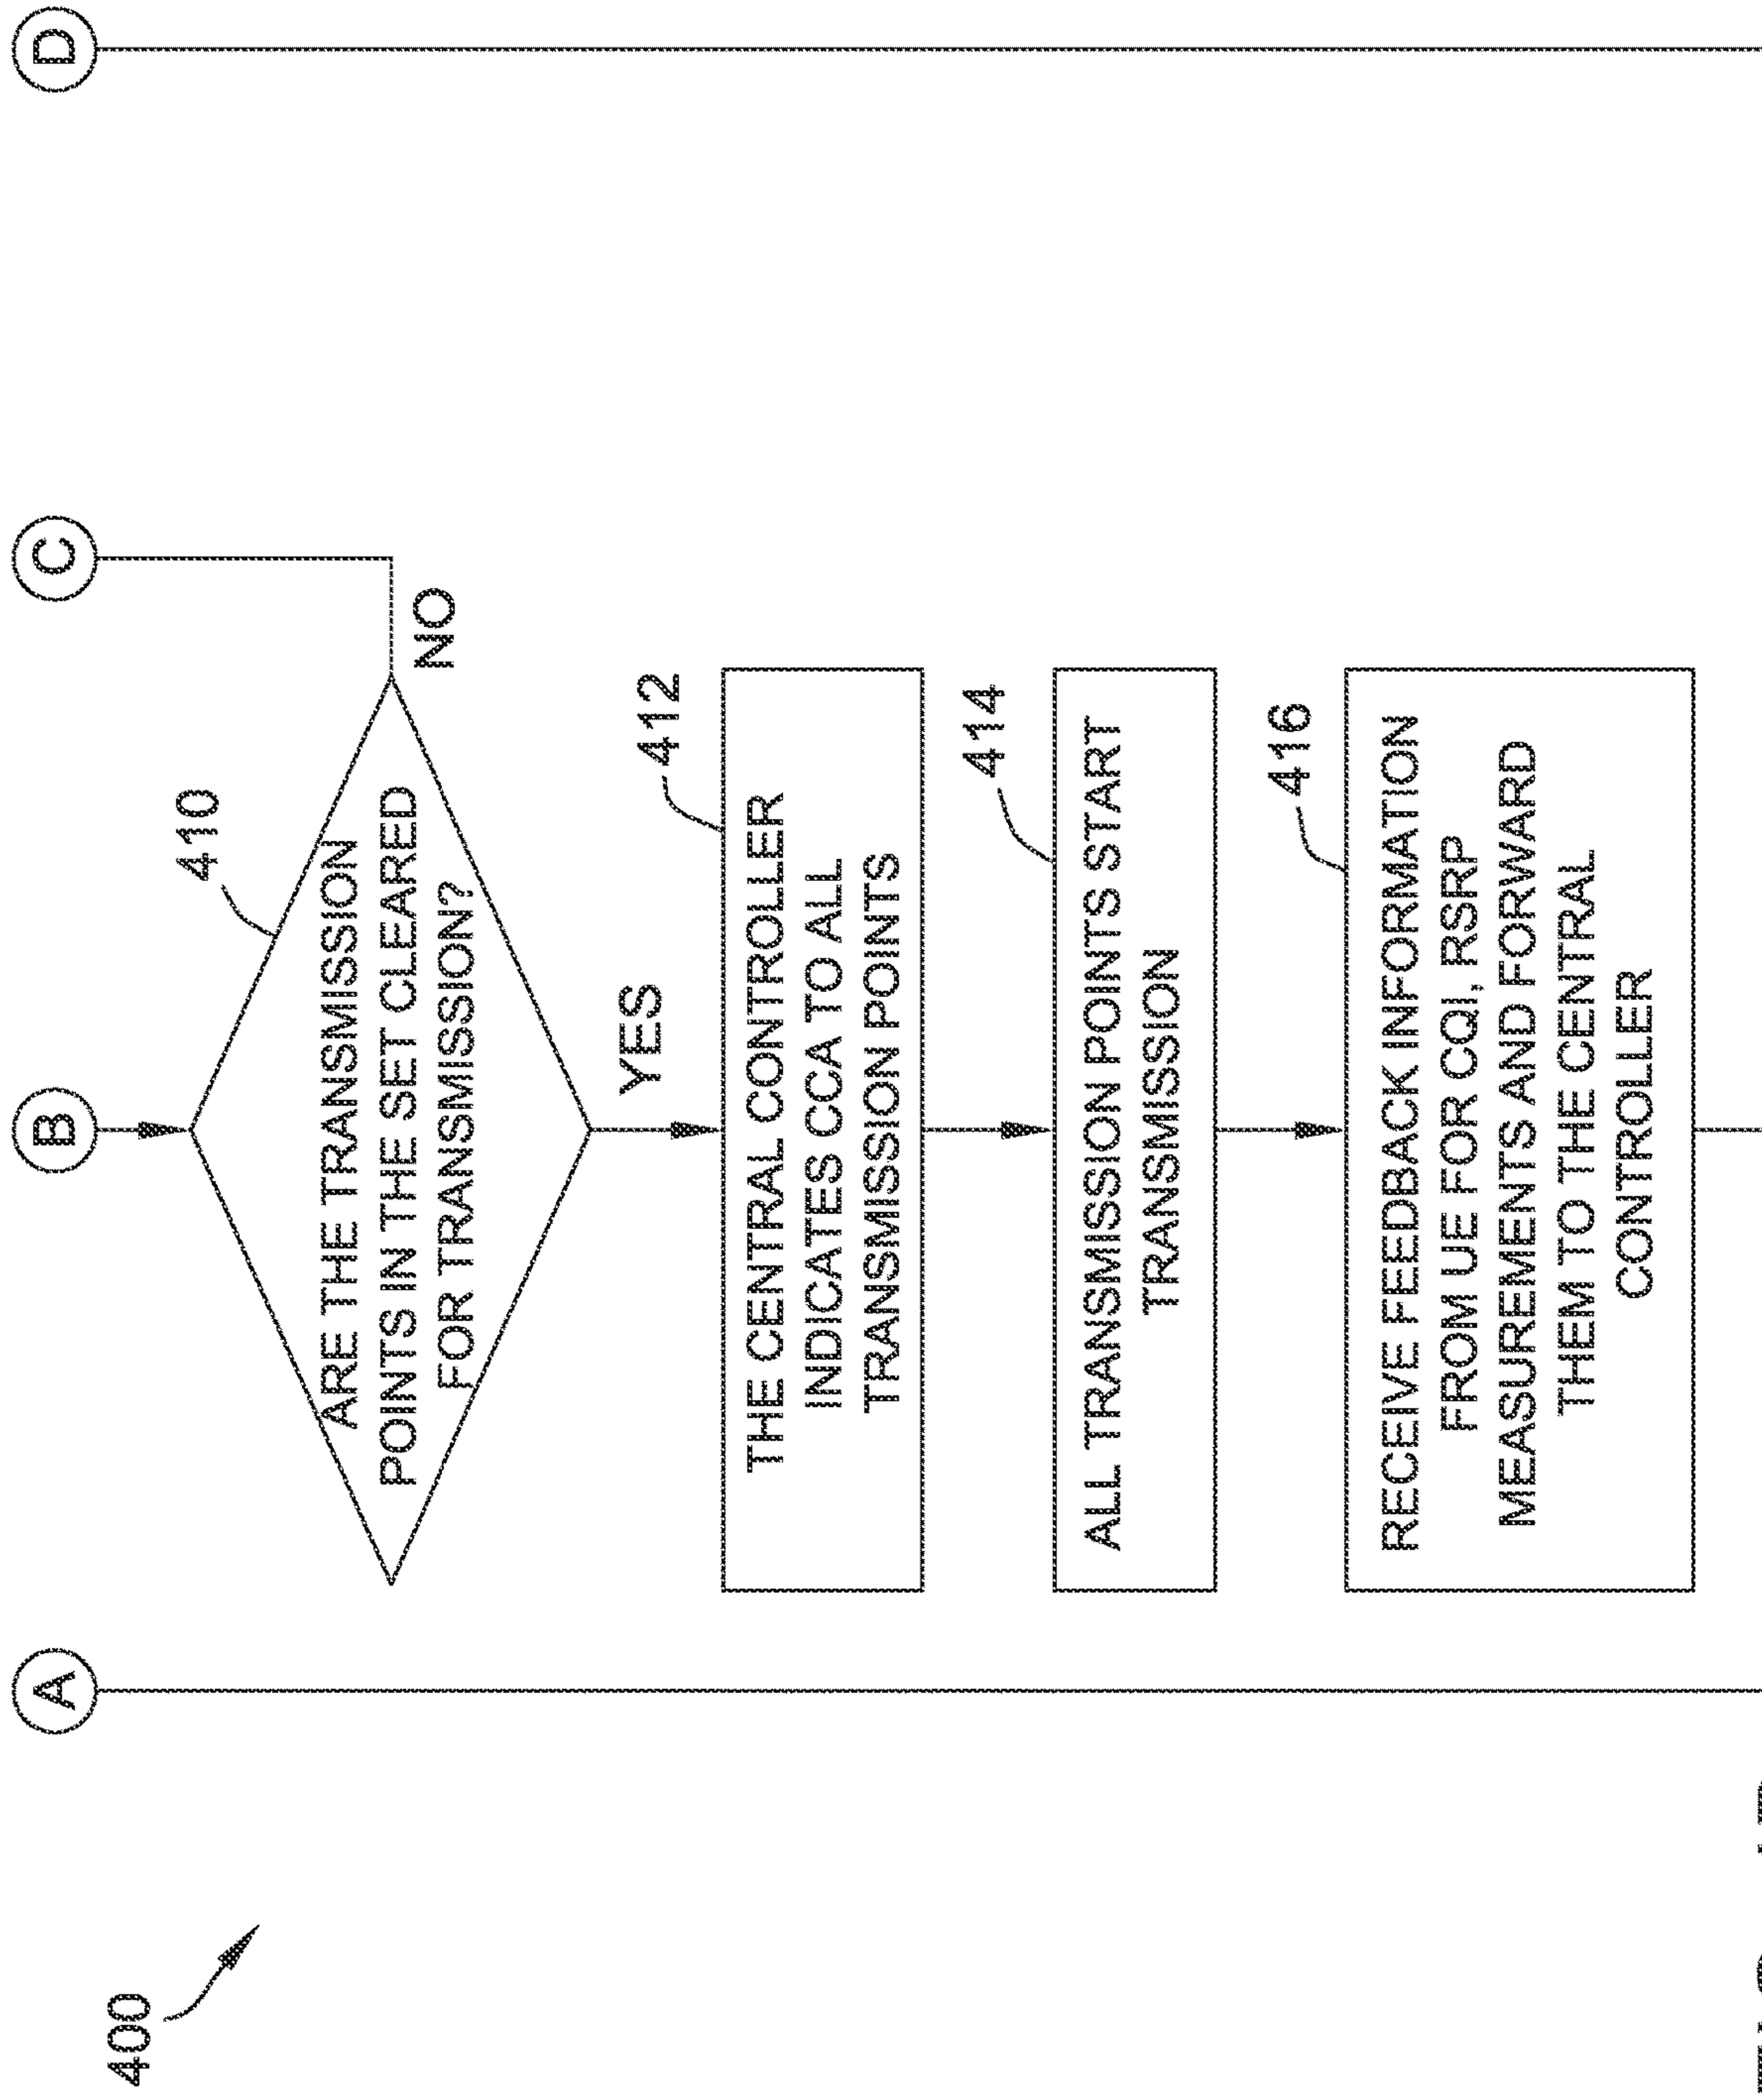 400
A
B
C
D
410
ARE THE TRANSMISSION
POINTS IN THE SET CLEARED
FOR TRANSMISSION?
NO
YES
412
THE CENTRAL CONTROLLER
INDICATES CCA TO ALL
TRANSMISSION POINTS
414
ALL TRANSMISSION POINTS START
TRANSMISSION
416
RECEIVE FEEDBACK INFORMATION
FROM UE FOR CQI, RSRP
MEASUREMENTS AND FORWARD
THEM TO THE CENTRAL
CONTROLLER